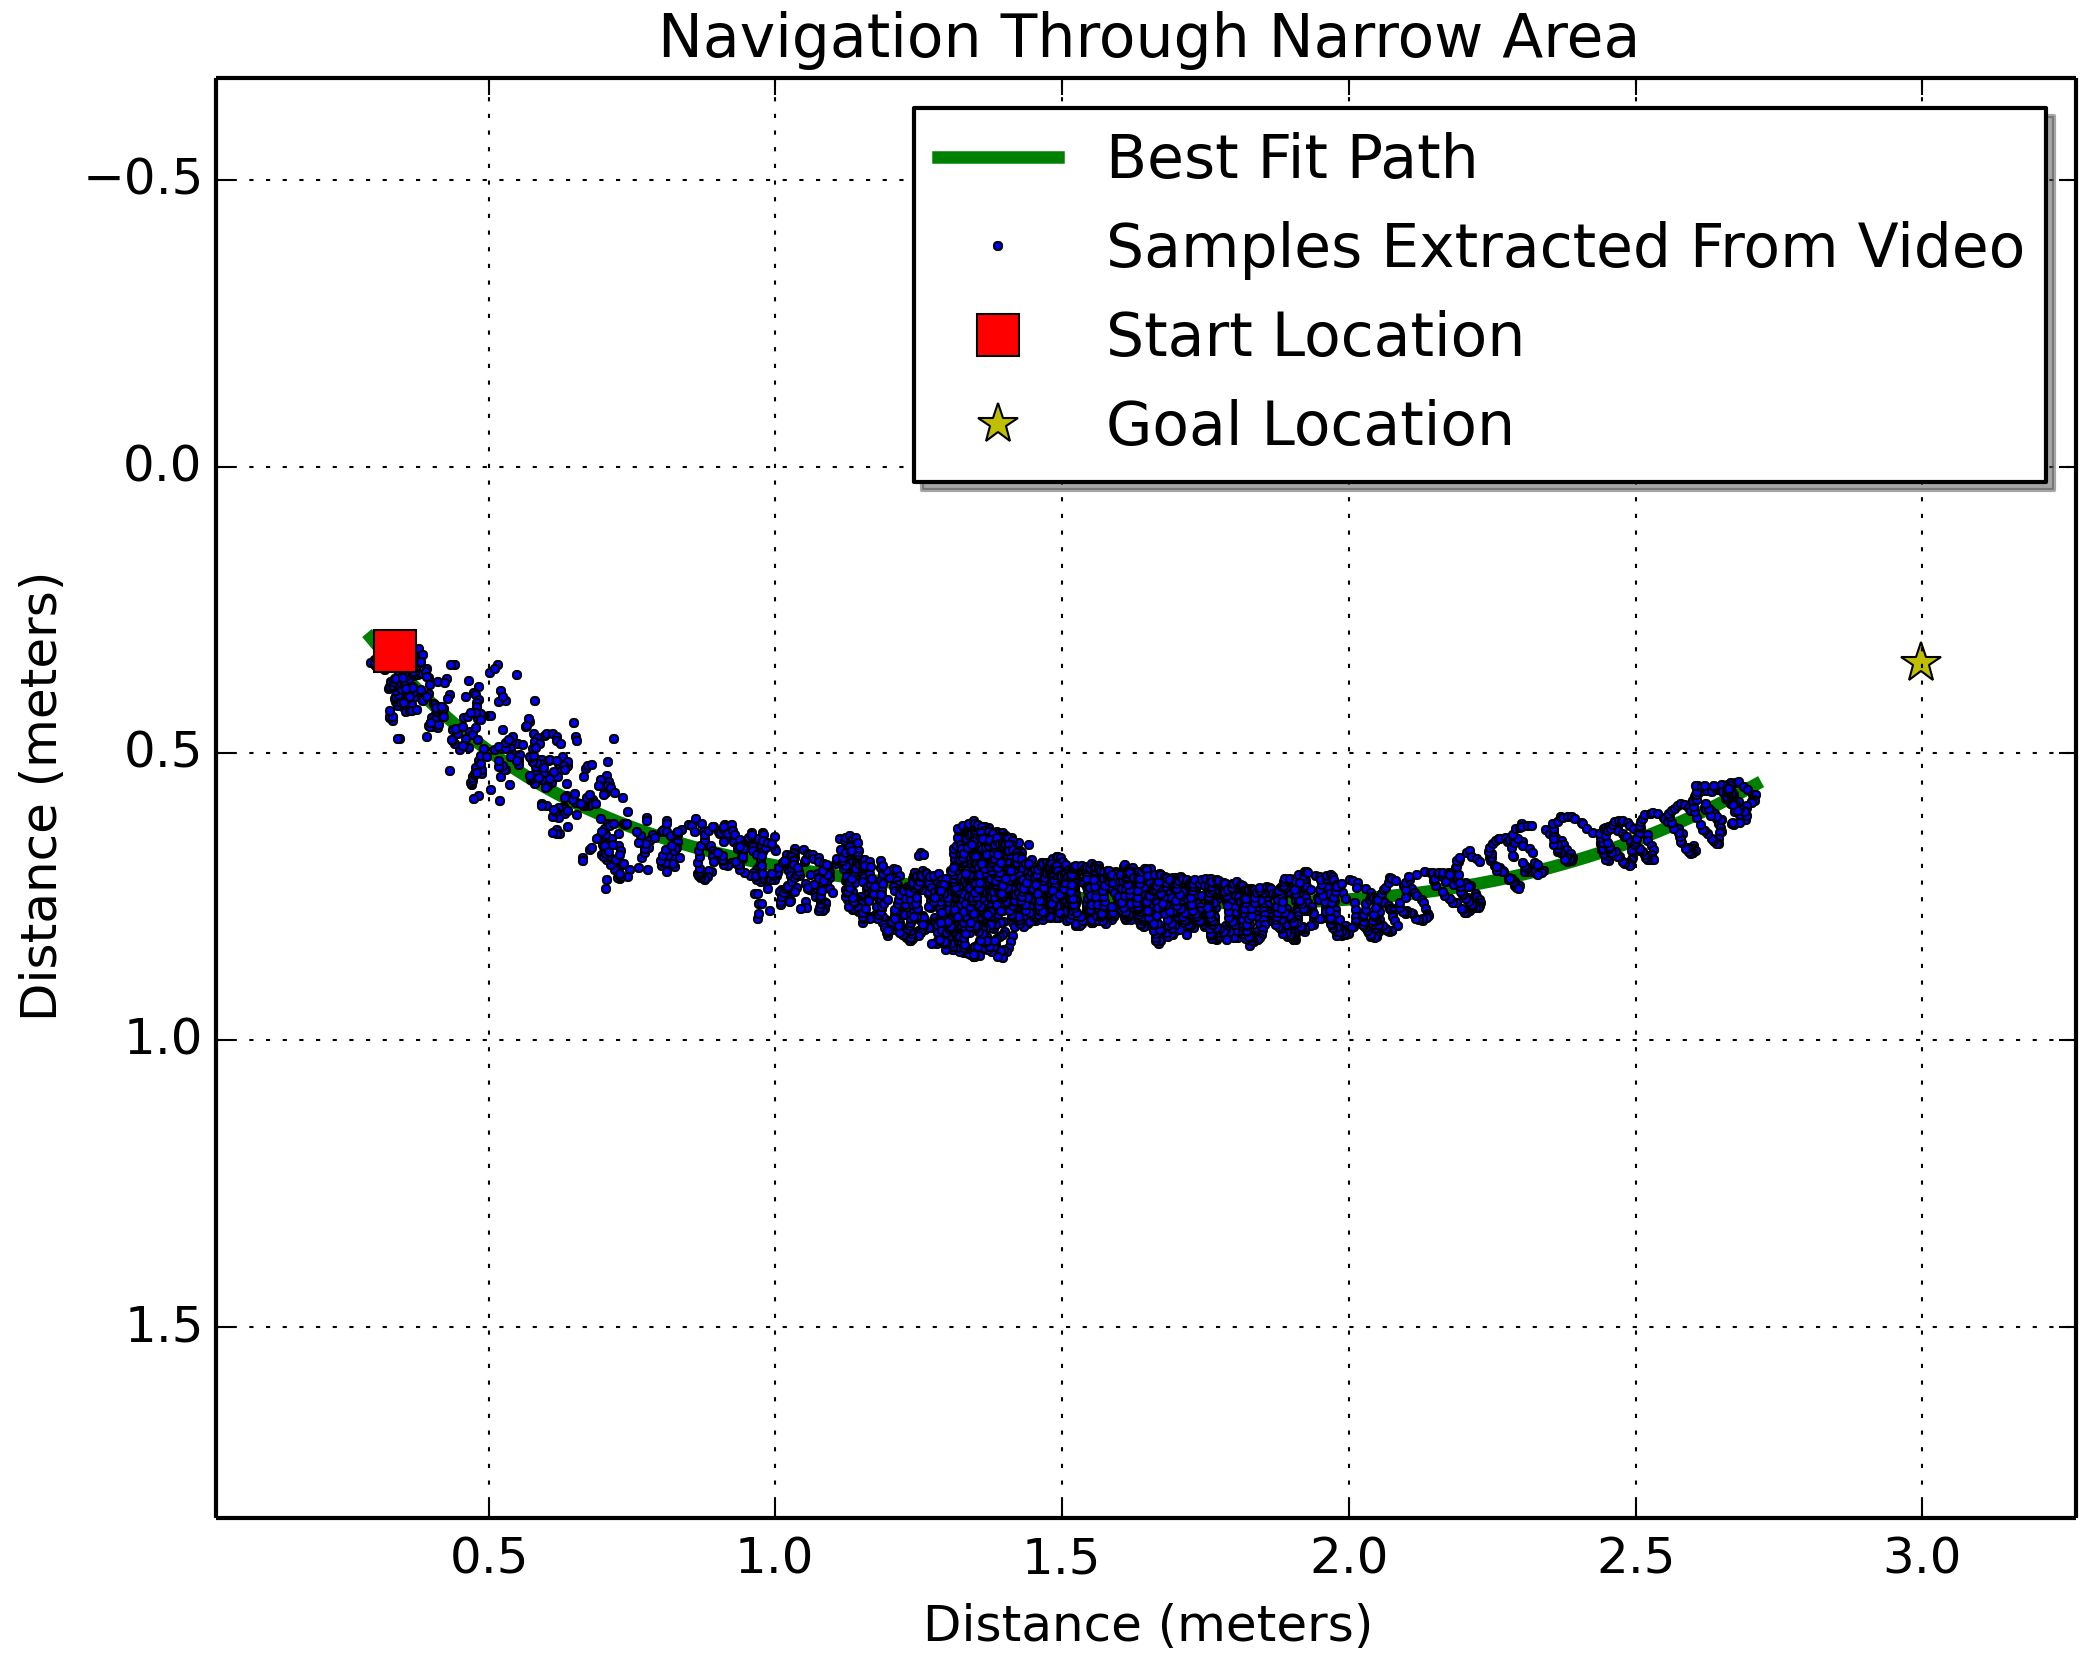 Navigation Through Narrow Area
Best Fit Path
Samples Extracted From Video
Start Location
Goal Location
−0.5
0.0
0.5
1.0
1.5
Distance (meters)
0.5 1.0 1.5 2.0 2.5 3.0
Distance (meters)